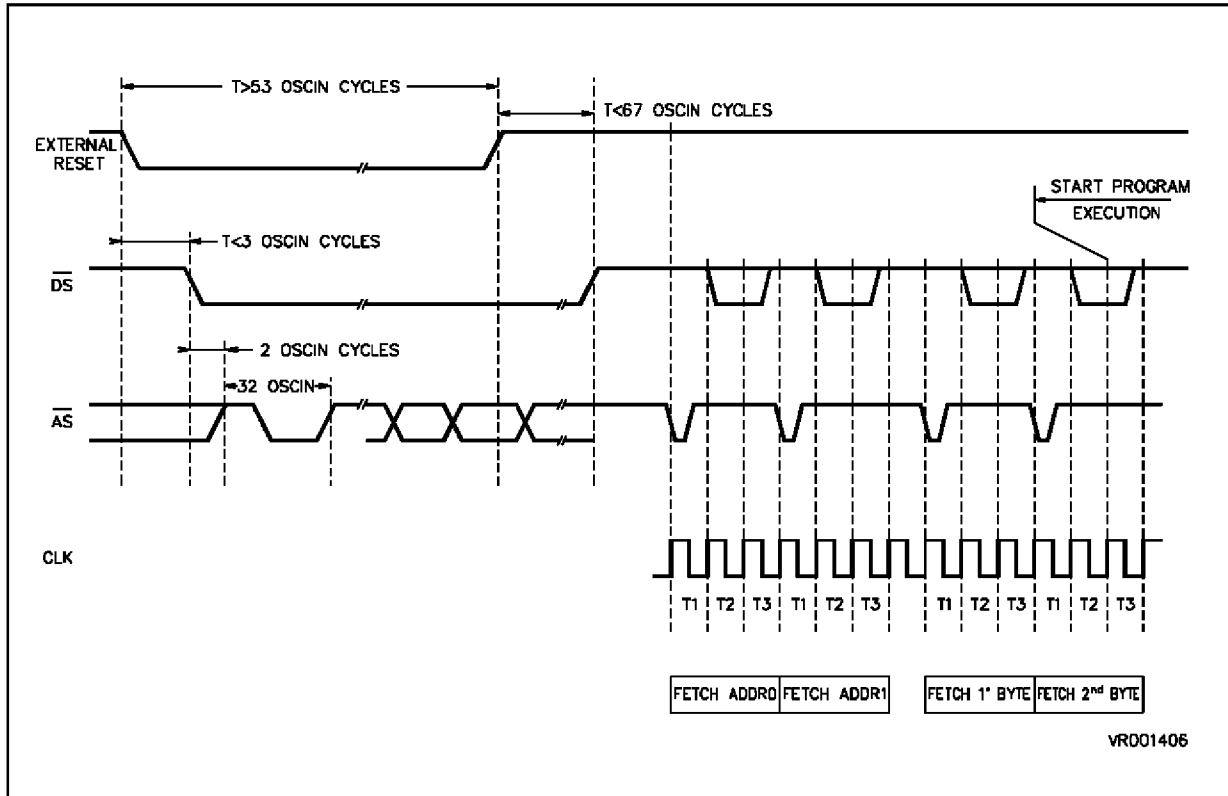 T>53 OSCIN CYCLES
T<67 OSCIN CYCLES
EXTERNAL
RESET
START PROGRAM
EXECUTION
T<3 OSCIN CYCLES
DS
2 OSCIN CYCLES
32 OSCIN
AS
CLK
T1 T2 T3 T1 T2 T3 T1 T2 T3 T1 T2 T3
FETCH ADDR0 FETCH ADDR1 FETCH 1° BYTE FETCH 2nd BYTE
VR001406